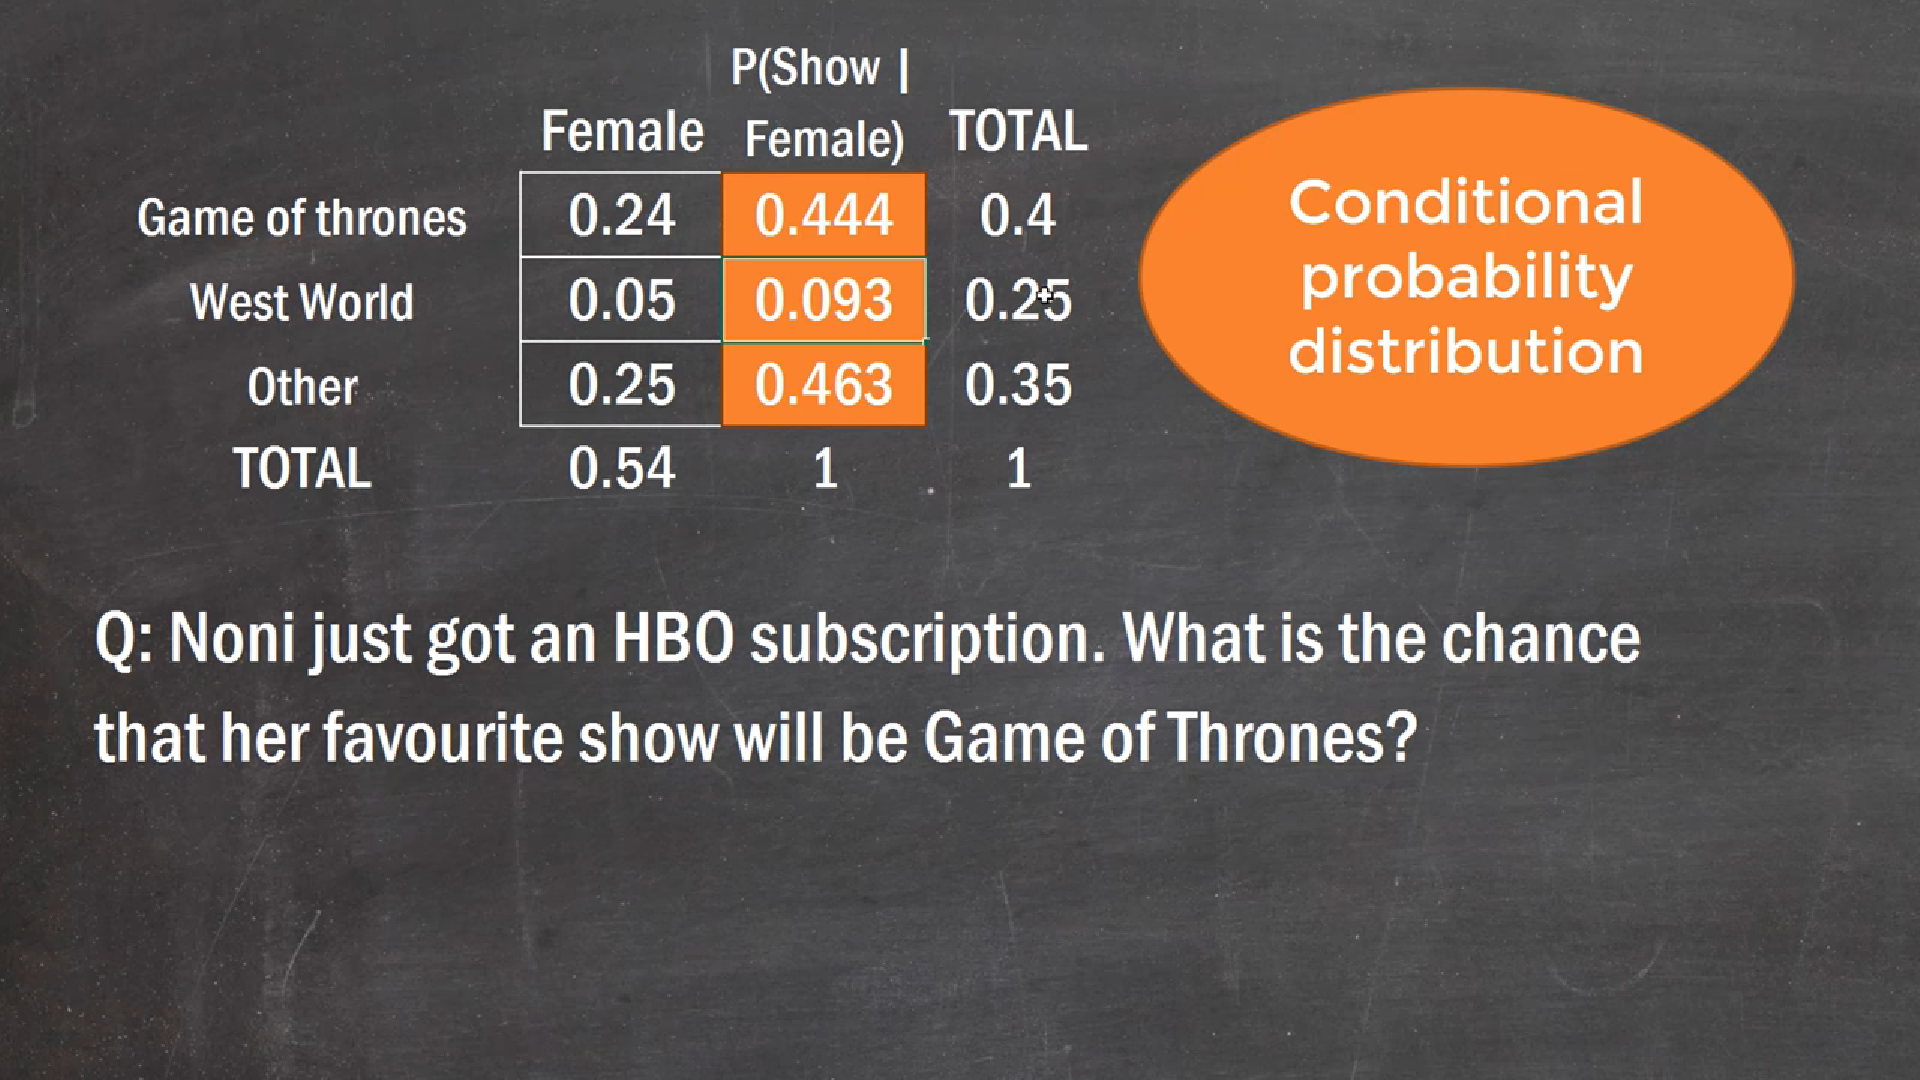 P(Show |
Female Female) TOTAL
Game of thrones 0.24 0.444 0.4
West World 0.05 0.093 0.25
Other 0.25 0.463 0.35
TOTAL 0.54 1 1
Conditional
probability
distribution
Q: Noni just got an HBO subscription. What is the chance
that her favourite show will be Game of Thrones?